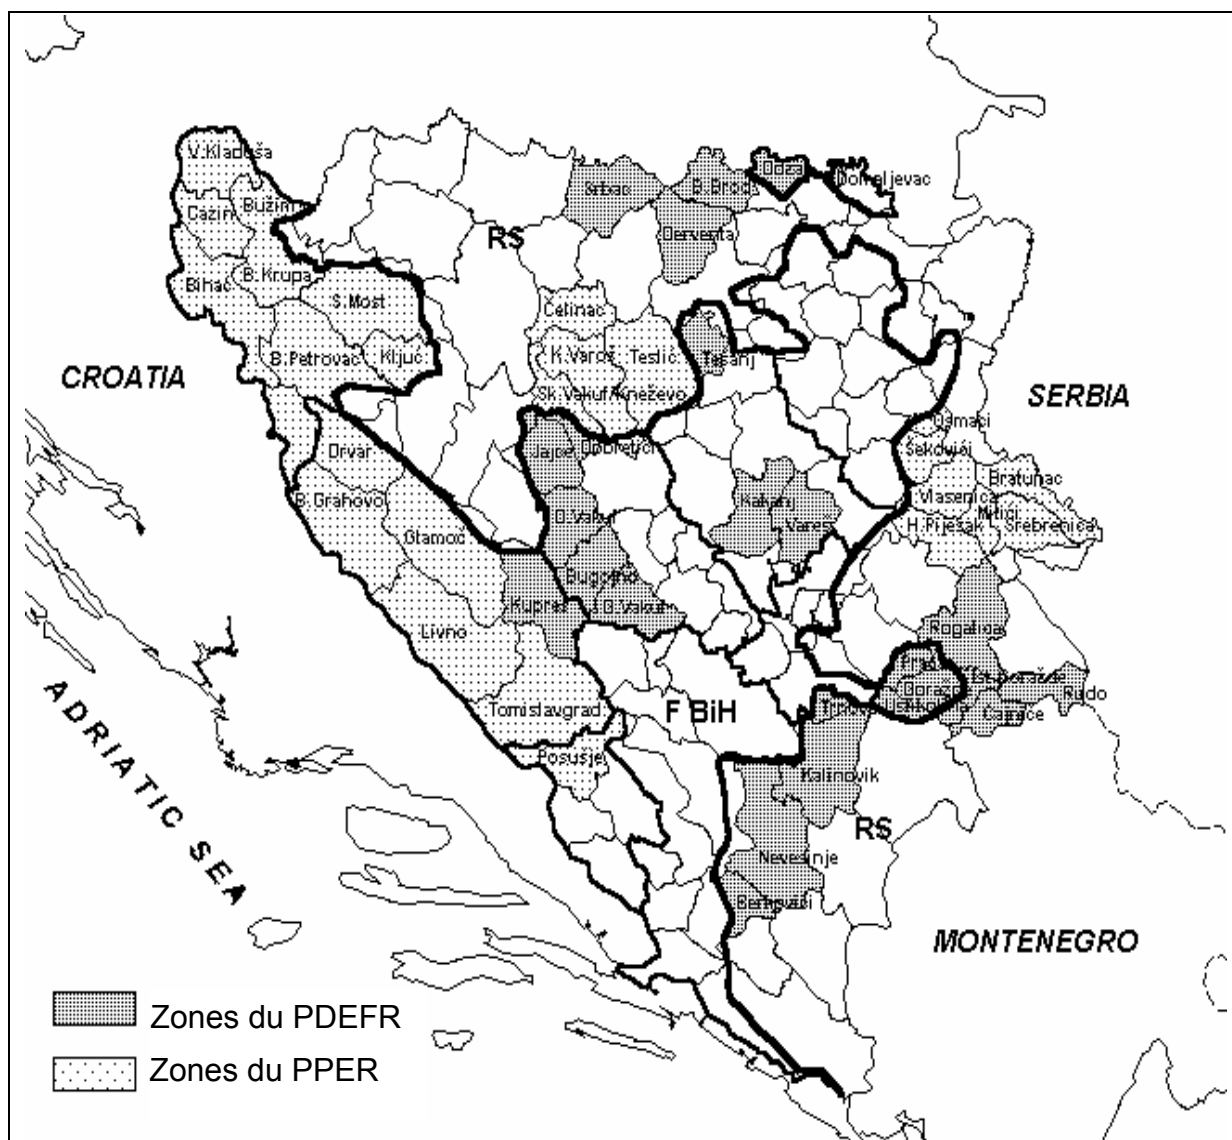 V.Kladuša
Bužim
Cazin
Bihać
B.Krupa
S.Most
B.Petrovac
Ključ
Srbac
B.Brod
Odžak
Domaljevac
Derventa
RS
Čelinac
K.Varoš
Teslić
Tešanj
Sk.Vakuf/Kneževo
CROATIA
SERBIA
Osmaci
Šekovići
Bratunac
Vlasenica
Milići
Srebrenica
H.Piješak
Drvar
B.Grahovo
Glamoč
Jajce
Dobretići
D.Vakuf
Kakanj
Vareš
Bugojno
G.Vakuf
Kupres
Livno
Tomislavgrad
Posušje
F BiH
Rogatica
Rudo
Čajniče
Trnovo
Kalinovik
RS
Nevesinje
Berkovići
ADRIATIC SEA
MONTENEGRO
Zones du PDEFR
Zones du PPER